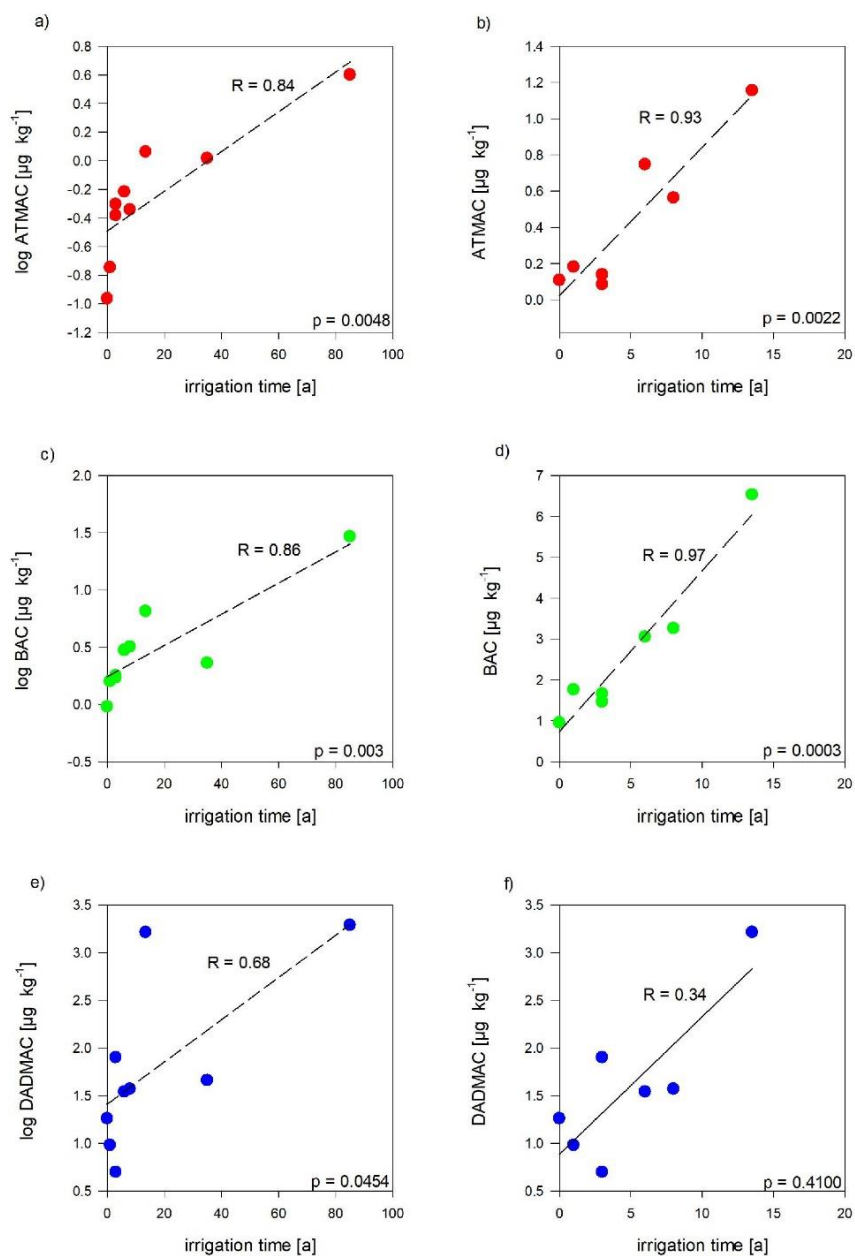 a)
0.8
0.6
0.4
0.2
0.0
-0.2
-0.4
-0.6
-0.8
-1.0
-1.2
log ATMAC [µg kg-1]
R = 0.84
p = 0.0048
0 20 40 60 80 100
irrigation time [a]
b)
1.4
1.2
1.0
0.8
0.6
0.4
0.2
0.0
ATMAC [µg kg-1]
R = 0.93
p = 0.0022
0 5 10 15 20
irrigation time [a]
c)
2.0
1.5
1.0
0.5
0.0
-0.5
log BAC [µg kg-1]
R = 0.86
p = 0.003
0 20 40 60 80 100
irrigation time [a]
d)
7
6
5
4
3
2
1
0
BAC [µg kg-1]
R = 0.97
p = 0.0003
0 5 10 15 20
irrigation time [a]
e)
3.5
3.0
2.5
2.0
1.5
1.0
0.5
log DADMAC [µg kg-1]
R = 0.68
p = 0.0454
0 20 40 60 80 100
irrigation time [a]
f)
3.5
3.0
2.5
2.0
1.5
1.0
0.5
DADMAC [µg kg-1]
R = 0.34
p = 0.4100
0 5 10 15 20
irrigation time [a]